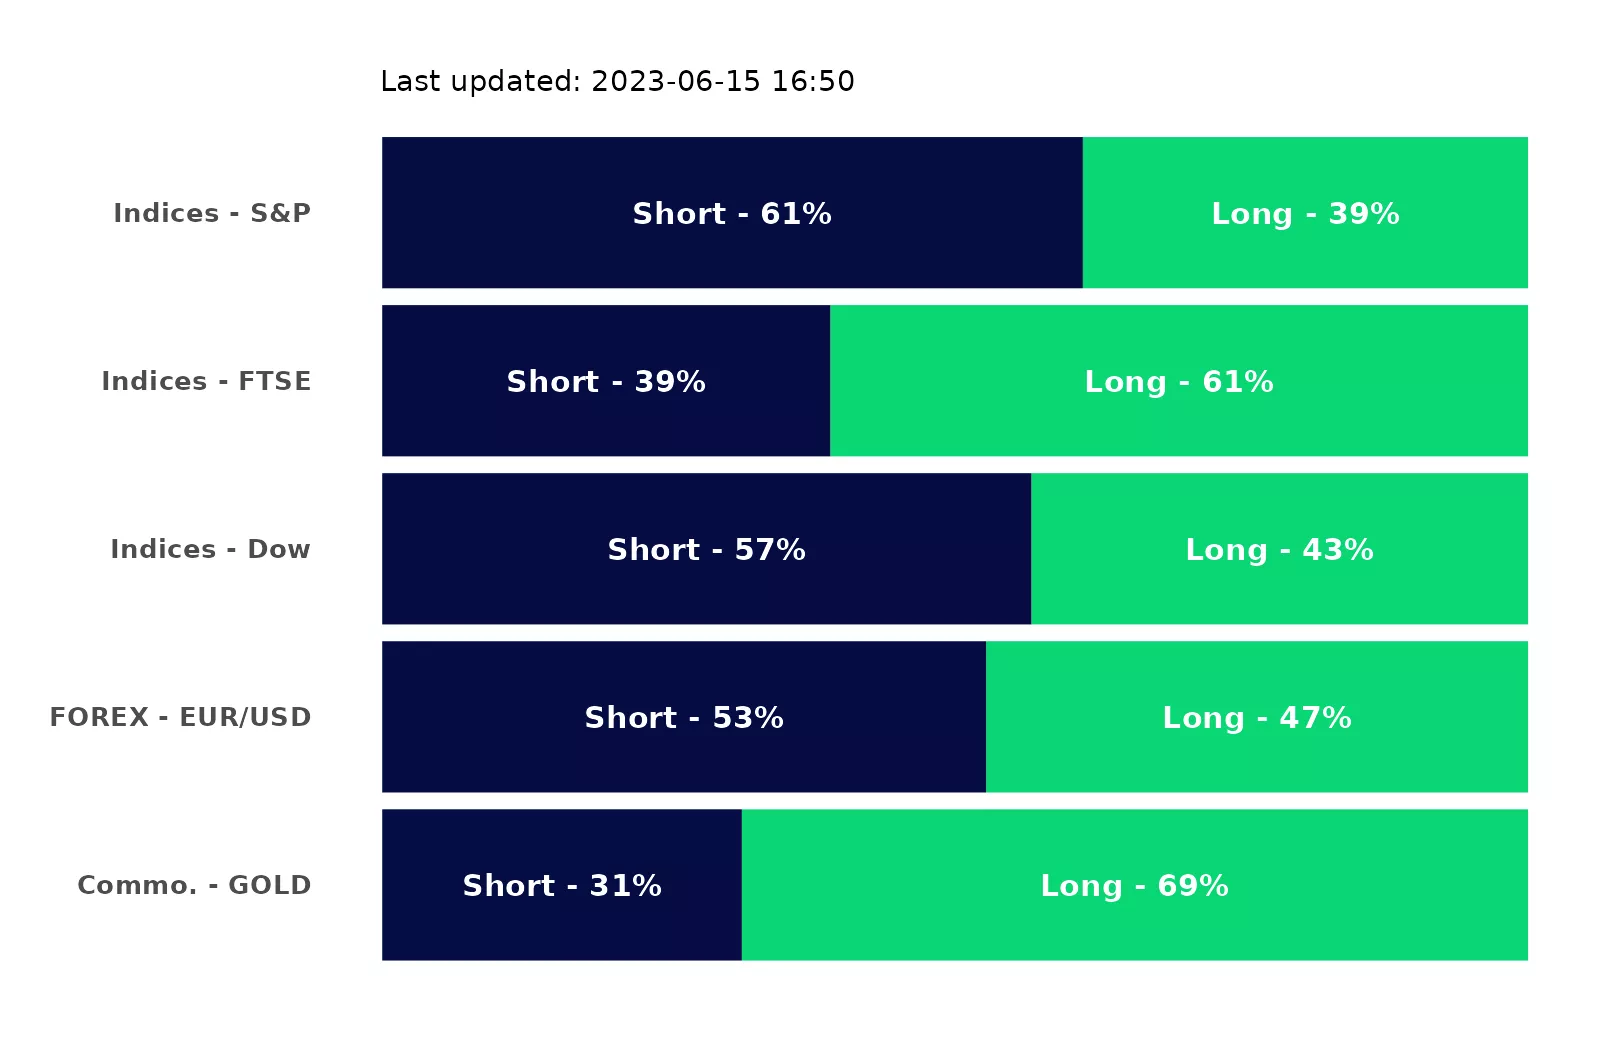 Last updated: 2023-06-15 16:50
Indices - S&P Short - 61% Long - 39%
Indices - FTSE Short - 39% Long - 61%
Indices - Dow Short - 57% Long - 43%
FOREX - EUR/USD Short - 53% Long - 47%
Commo. - GOLD Short - 31% Long - 69%